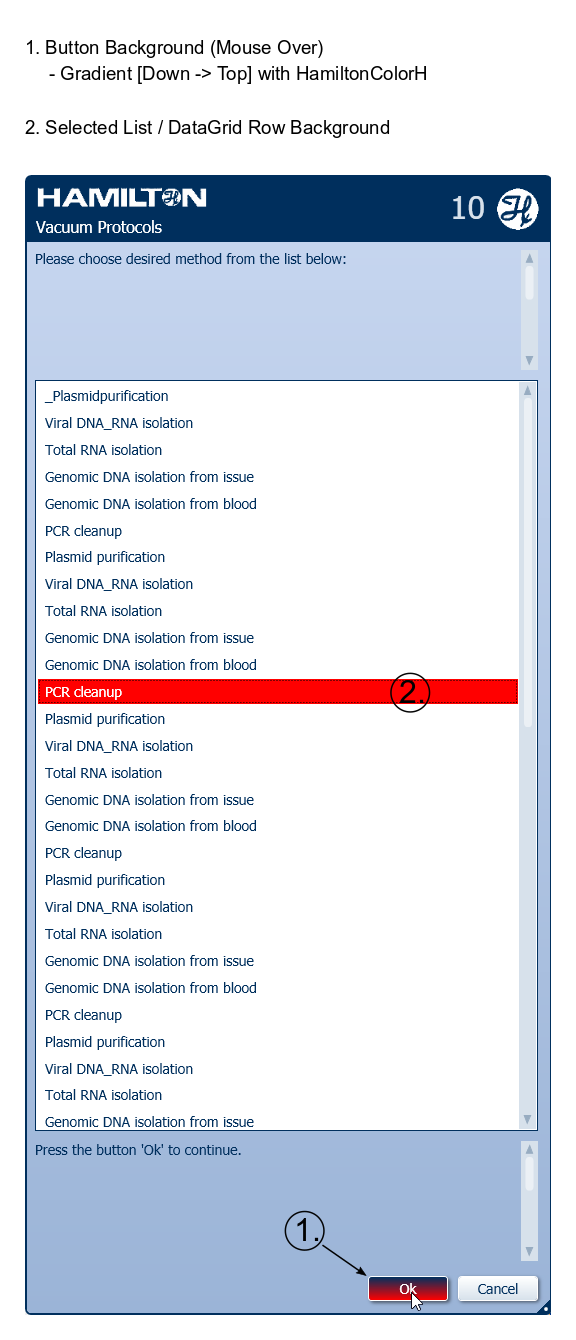 1. Button Background (Mouse Over)
- Gradient [Down -> Top] with HamiltonColorH
2. Selected List / DataGrid Row Background
HAMILTON
10
Vacuum Protocols
Please choose desired method from the list below:
_Plasmidpurification
Viral DNA_RNA isolation
Total RNA isolation
Genomic DNA isolation from issue
Genomic DNA isolation from blood
PCR cleanup
Plasmid purification
Viral DNA_RNA isolation
Total RNA isolation
Genomic DNA isolation from issue
Genomic DNA isolation from blood
PCR cleanup 2.
Plasmid purification
Viral DNA_RNA isolation
Total RNA isolation
Genomic DNA isolation from issue
Genomic DNA isolation from blood
PCR cleanup
Plasmid purification
Viral DNA_RNA isolation
Total RNA isolation
Genomic DNA isolation from issue
Genomic DNA isolation from blood
PCR cleanup
Plasmid purification
Viral DNA_RNA isolation
Total RNA isolation
Genomic DNA isolation from issue
Press the button 'Ok' to continue.
1.
Ok Cancel